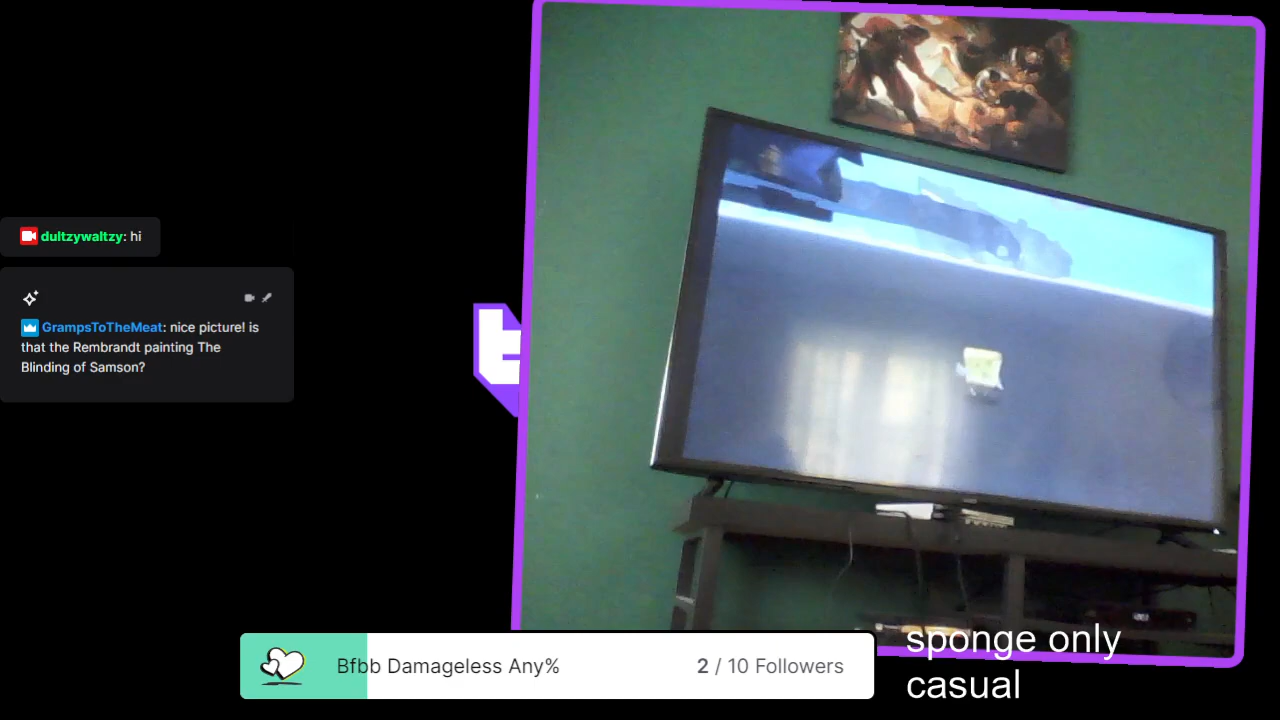 dultzywaltzy: hi
GrampsToTheMeat: nice picture! is
that the Rembrandt painting The
Blinding of Samson?
Bfbb Damageless Any% 2 / 10 Followers
sponge only
casual